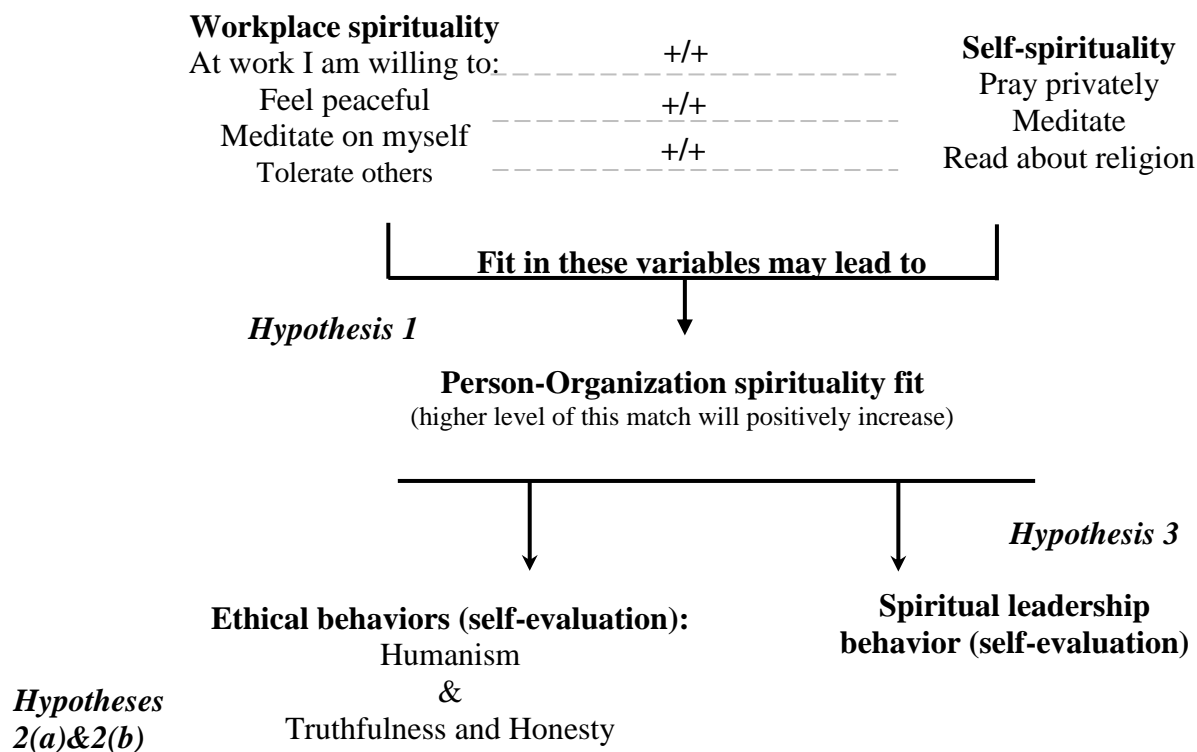 Workplace spirituality
At work I am willing to:
Feel peaceful
Meditate on myself
Tolerate others
+/+
+/+
+/+
Self-spirituality
Pray privately
Meditate
Read about religion
Fit in these variables may lead to
Hypothesis 1
Person-Organization spirituality fit
(higher level of this match will positively increase)
Hypothesis 3
Ethical behaviors (self-evaluation):
Humanism
&
Truthfulness and Honesty
Spiritual leadership
behavior (self-evaluation)
Hypotheses
2(a)&2(b)